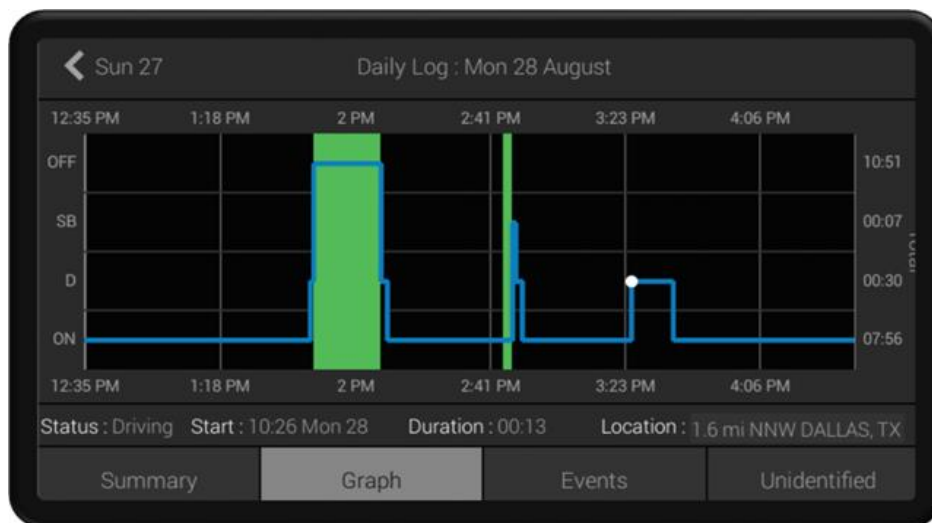 Sun 27 Daily Log : Mon 28 August
12:35 PM 1:18 PM 2 PM 2:41 PM 3:23 PM 4:06 PM
OFF 10:51
SB 00:07
D 00:30
ON 07:56
12:35 PM 1:18 PM 2 PM 2:41 PM 3:23 PM 4:06 PM
Status : Driving Start : 10:26 Mon 28 Duration : 00:13 Location : 1.6 mi NNW DALLAS, TX
Summary Graph Events Unidentified